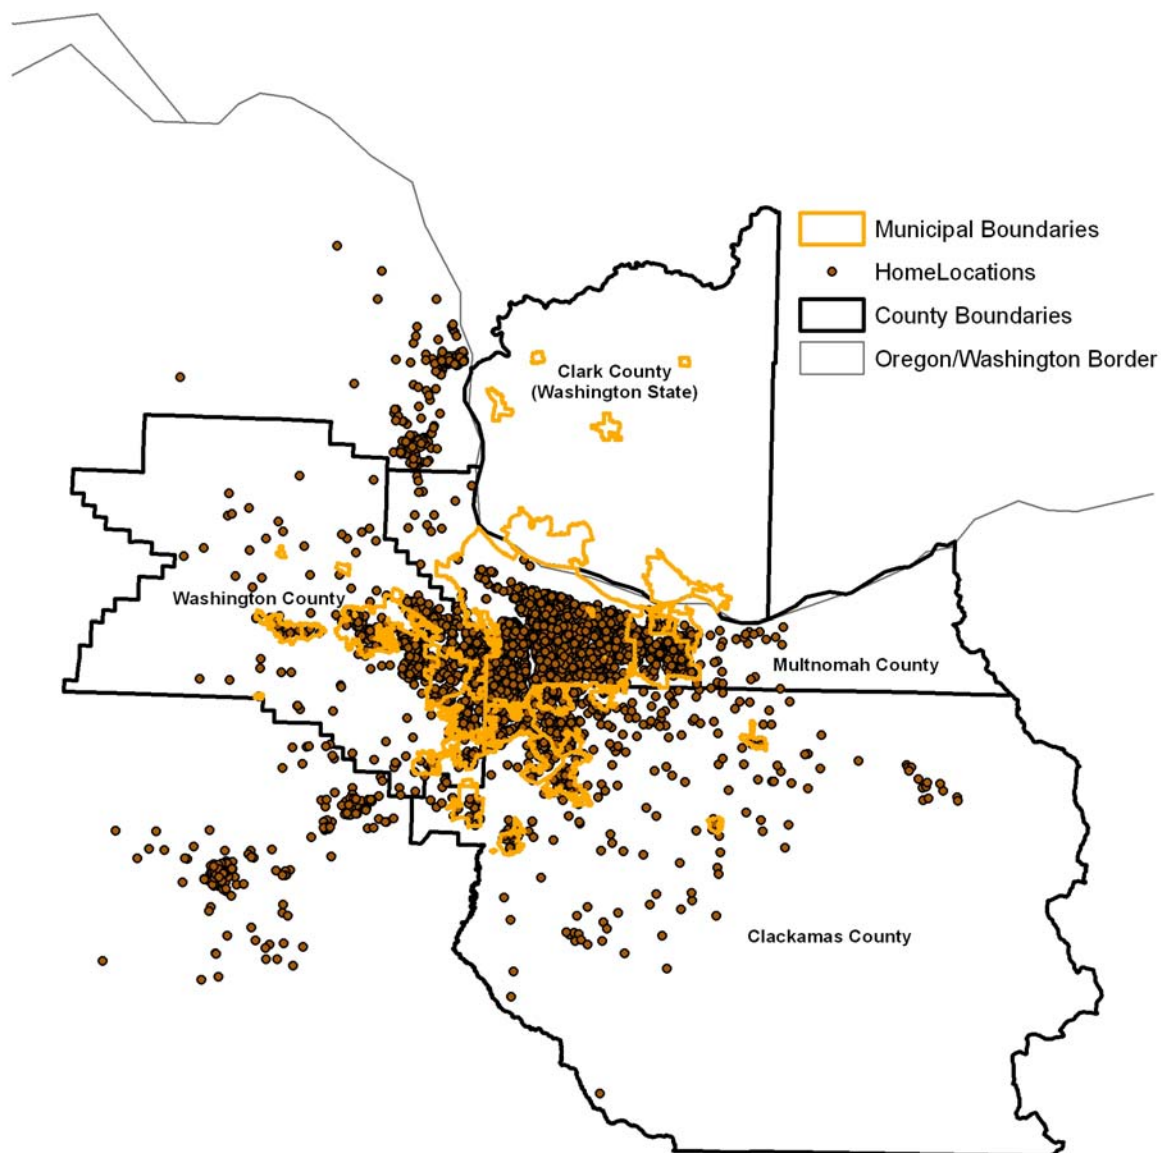 Municipal Boundaries
HomeLocations
County Boundaries
Oregon/Washington Border
Clark County
(Washington State)
Washington County
Multnomah County
Clackamas County